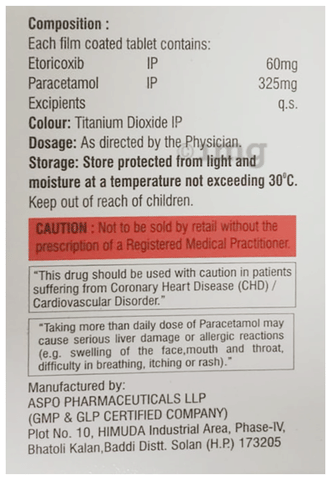 Composition :
Each film coated tablet contains:
Etoricoxib IP 60mg
Paracetamol IP 325mg
Excipients q.s.
Colour: Titanium Dioxide IP
Dosage: As directed by the Physician.
Storage: Store protected from light and
moisture at a temperature not exceeding 30°C.
Keep out of reach of children.
CAUTION : Not to be sold by retail without the
prescription of a Registered Medical Practitioner.
"This drug should be used with caution in patients
suffering from Coronary Heart Disease (CHD) /
Cardiovascular Disorder."
"Taking more than daily dose of Paracetamol may
cause serious liver damage or allergic reactions
(e.g. swelling of the face,mouth and throat,
difficulty in breathing, itching or rash)."
Manufactured by:
ASPO PHARMACEUTICALS LLP
(GMP & GLP CERTIFIED COMPANY)
Plot No. 10, HIMUDA Industrial Area, Phase-IV,
Bhatoli Kalan,Baddi Distt. Solan (H.P.) 173205